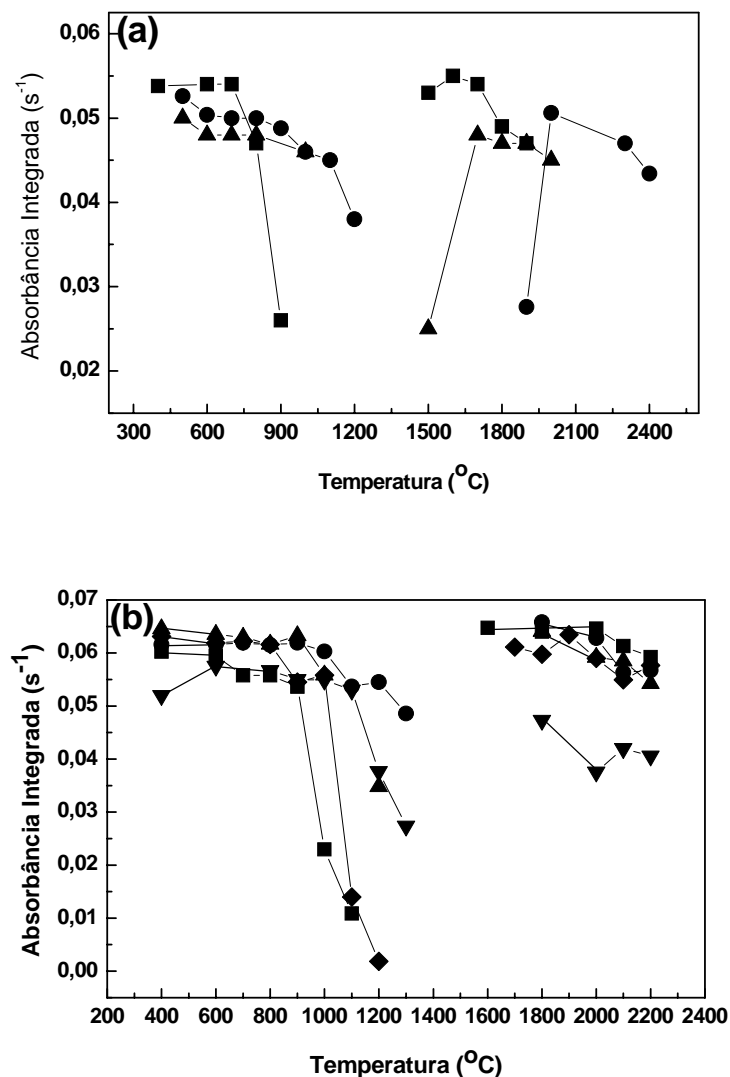 (a)
0,06
0,05
0,04
0,03
0,02
Absorbância Integrada (s-1)
300 600 900 1200 1500 1800 2100 2400
Temperatura (oC)
(b)
0,07
0,06
0,05
0,04
0,03
0,02
0,01
0,00
Absorbância Integrada (s-1)
200 400 600 800 1000 1200 1400 1600 1800 2000 2200 2400
Temperatura (oC)